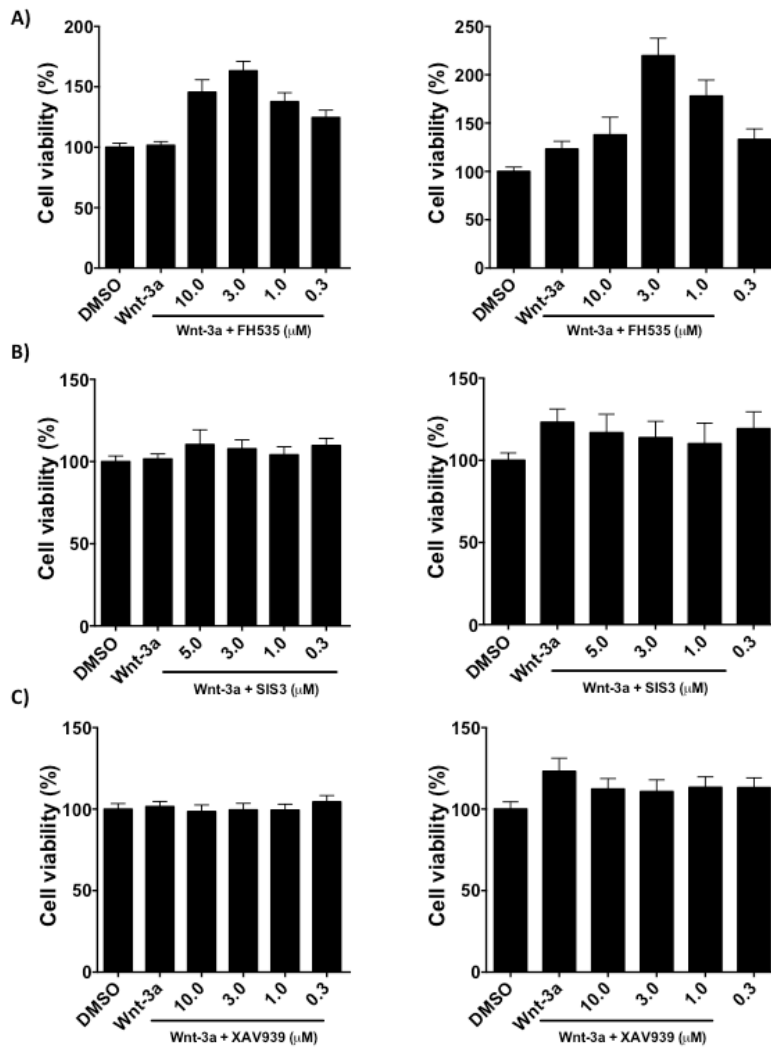 A)
Cell viability (%)
200
150
100
50
0
DMSO
Wnt-3a
10.0
3.0
1.0
0.3
Wnt-3a + FH535 (μM)
Cell viability (%)
250
200
150
100
50
0
DMSO
Wnt-3a
10.0
3.0
1.0
0.3
Wnt-3a + FH535 (μM)
B)
Cell viability (%)
150
100
50
0
DMSO
Wnt-3a
5.0
3.0
1.0
0.3
Wnt-3a + SIS3 (μM)
Cell viability (%)
150
100
50
0
DMSO
Wnt-3a
5.0
3.0
1.0
0.3
Wnt-3a + SIS3 (μM)
C)
Cell viability (%)
150
100
50
0
DMSO
Wnt-3a
10.0
3.0
1.0
0.3
Wnt-3a + XAV939 (μM)
Cell viability (%)
150
100
50
0
DMSO
Wnt-3a
10.0
3.0
1.0
0.3
Wnt-3a + XAV939 (μM)